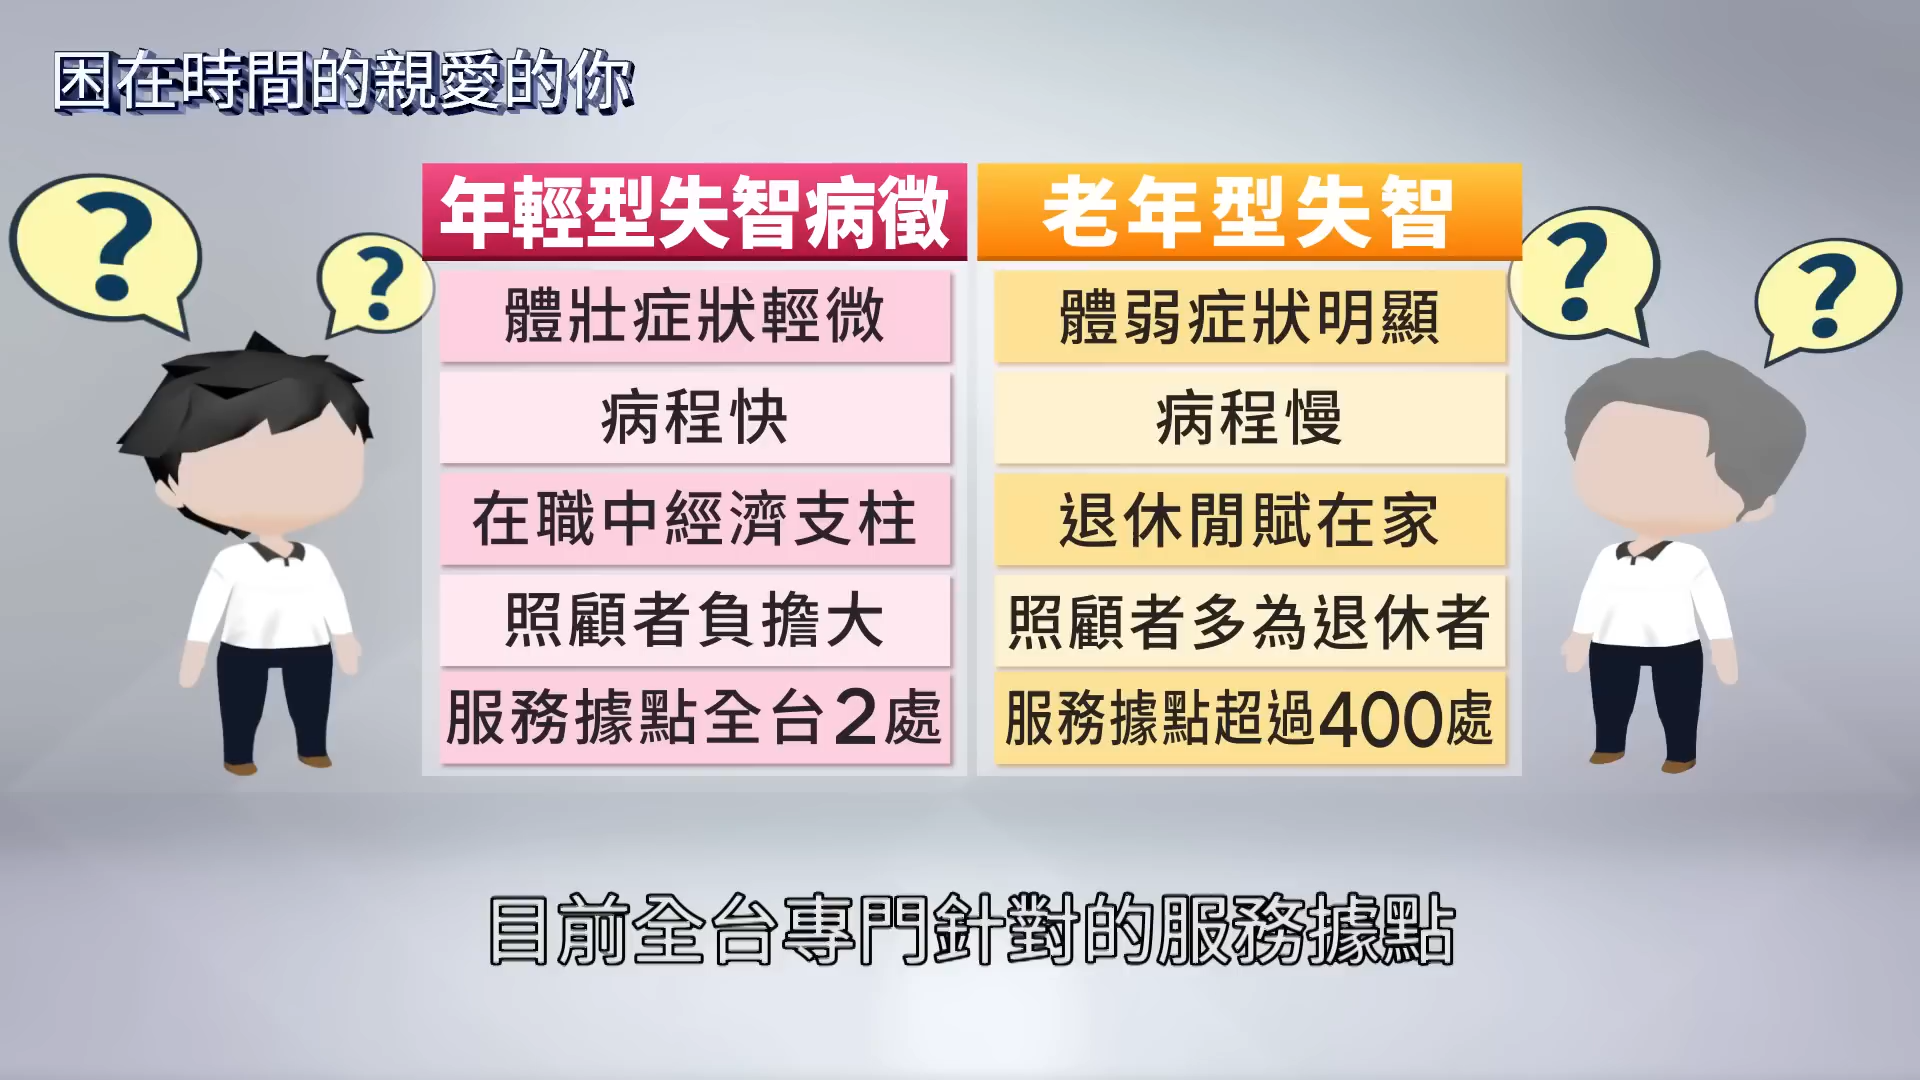 困在時間的親愛的你
年輕型失智病徵
體壯症狀輕微
病程快
在職中經濟支柱
照顧者負擔大
服務據點全台2處
老年型失智
體弱症狀明顯
病程慢
退休閒賦在家
照顧者多為退休者
服務據點超過400處
?
?
?
?
目前全台專門針對的服務據點